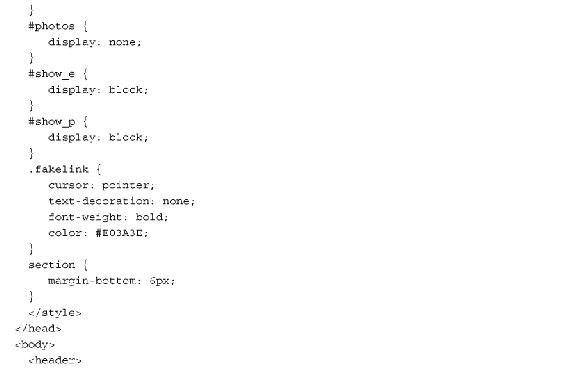 }
#photos {
display: none;
}
#show_e {
display: block;
}
#show_p {
display: block;
}
.fakelink {
cursor: pointer;
text-decoration: none;
font-weight: bold;
color: #E03A3E;
}
section {
margin-bottom: 6px;
}
</style>
</head>
<body>
<header>